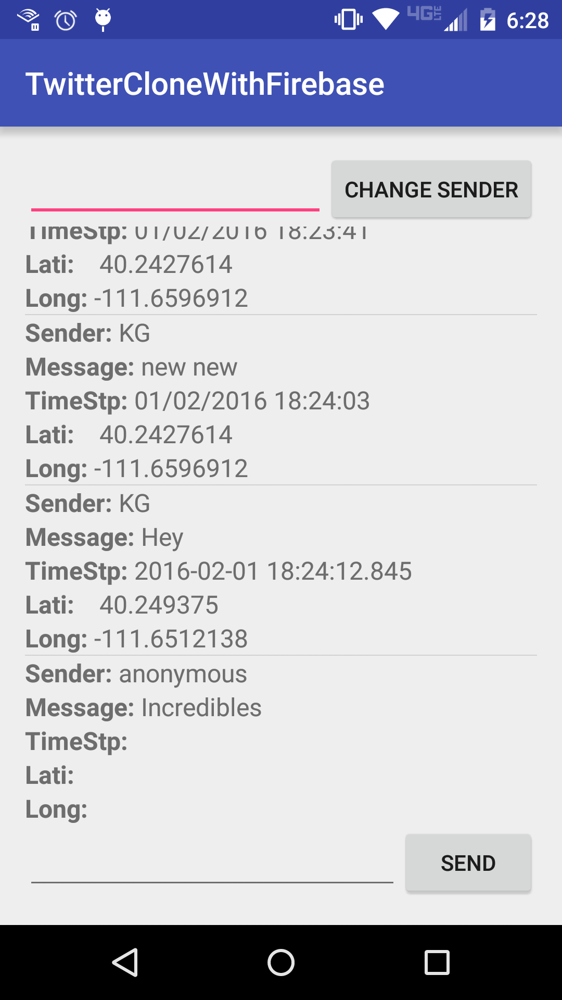 4G LTE 6:28
TwitterCloneWithFirebase
CHANGE SENDER
TimeStp: 01/02/2016 18:23:41
Lati: 40.2427614
Long: -111.6596912
Sender: KG
Message: new new
TimeStp: 01/02/2016 18:24:03
Lati: 40.2427614
Long: -111.6596912
Sender: KG
Message: Hey
TimeStp: 2016-02-01 18:24:12.845
Lati: 40.249375
Long: -111.6512138
Sender: anonymous
Message: Incredibles
TimeStp:
Lati:
Long:
SEND